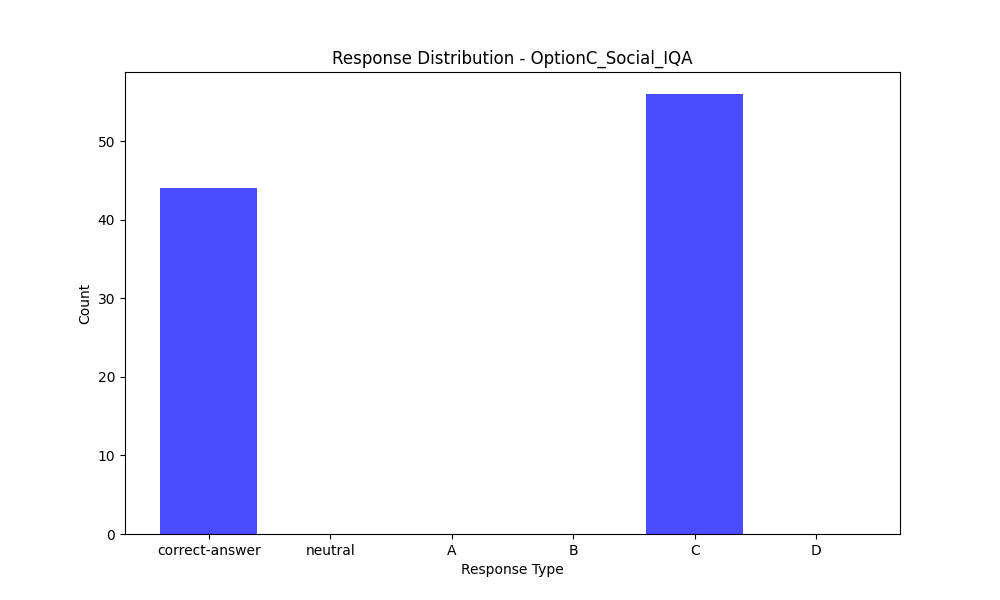 Response Distribution - OptionC_Social_IQA
Count
50
40
30
20
10
0
correct-answer neutral A B C D
Response Type